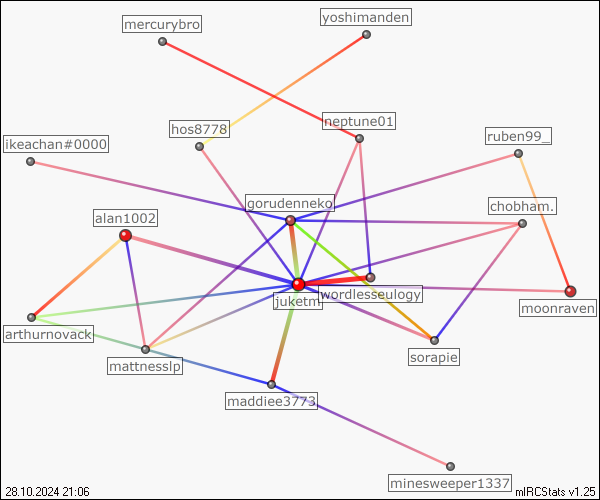 yoshimanden
mercurybro
neptune01
hos8778
ruben99_
ikeachan#0000
gorudenneko
chobham.
alan1002
juketm
wordlesseulogy
moonraven
arthurnovack
sorapie
mattnesslp
maddiee3773
minesweeper1337
28.10.2024 21:06
mIRCStats v1.25